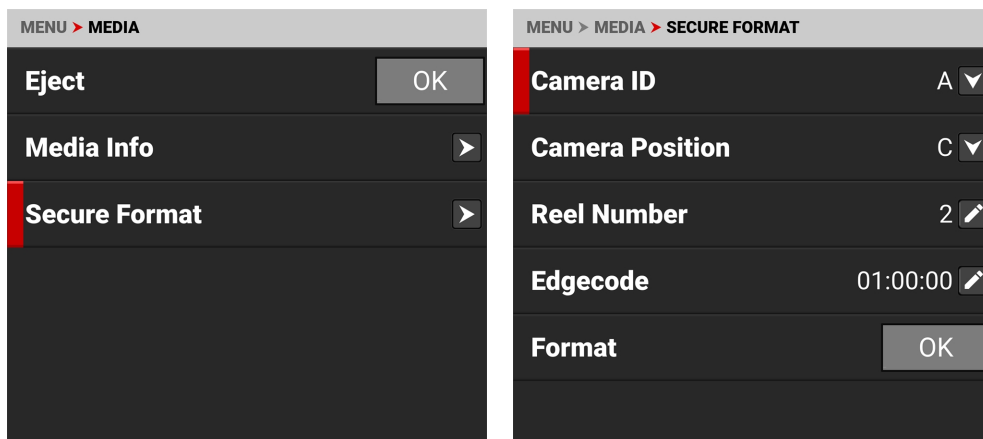 MENU > MEDIA
Eject OK
Media Info
Secure Format
MENU > MEDIA > SECURE FORMAT
Camera ID A
Camera Position C
Reel Number 2
Edgecode 01:00:00
Format OK